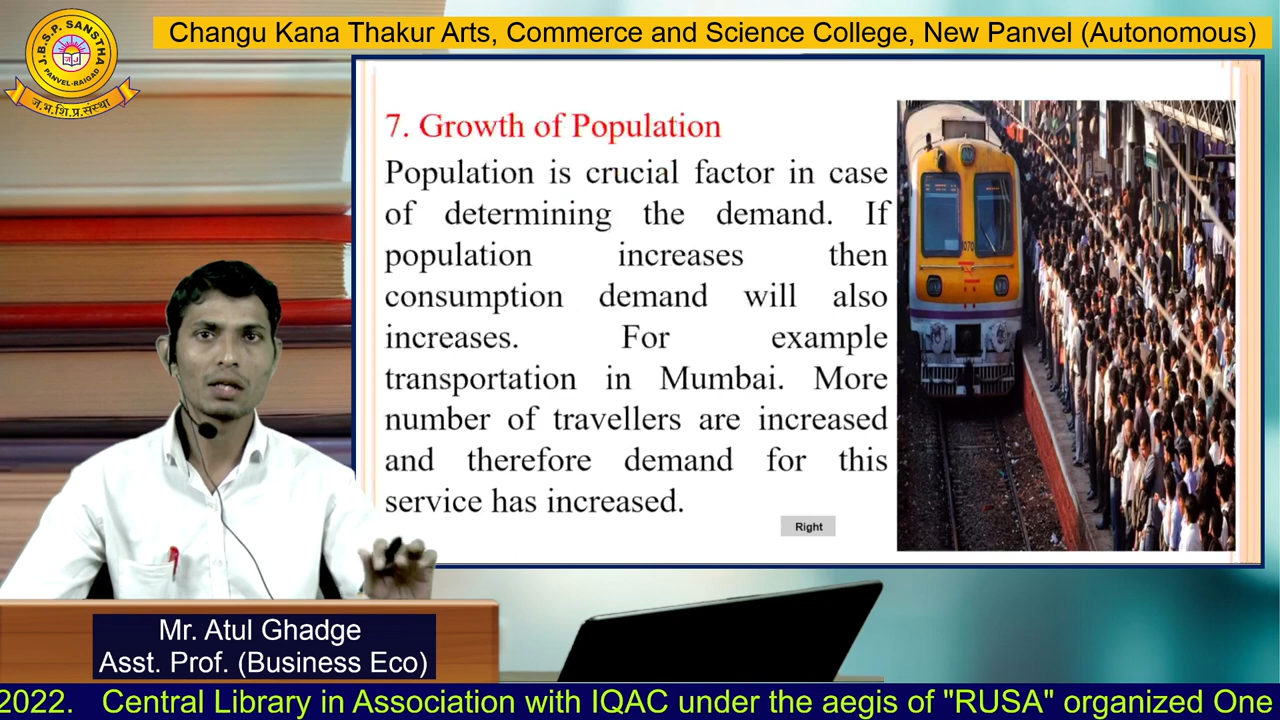 J.B.S.P. SANSTHA
PANVEL-RAIGAD
ज.भ.शि.प्र.संस्था
Changu Kana Thakur Arts, Commerce and Science College, New Panvel (Autonomous)
7. Growth of Population
Population is crucial factor in case
of determining the demand. If
population increases then
consumption demand will also
increases. For example
transportation in Mumbai. More
number of travellers are increased
and therefore demand for this
service has increased.
Right
Mr. Atul Ghadge
Asst. Prof. (Business Eco)
2022. Central Library in Association with IQAC under the aegis of "RUSA" organized One